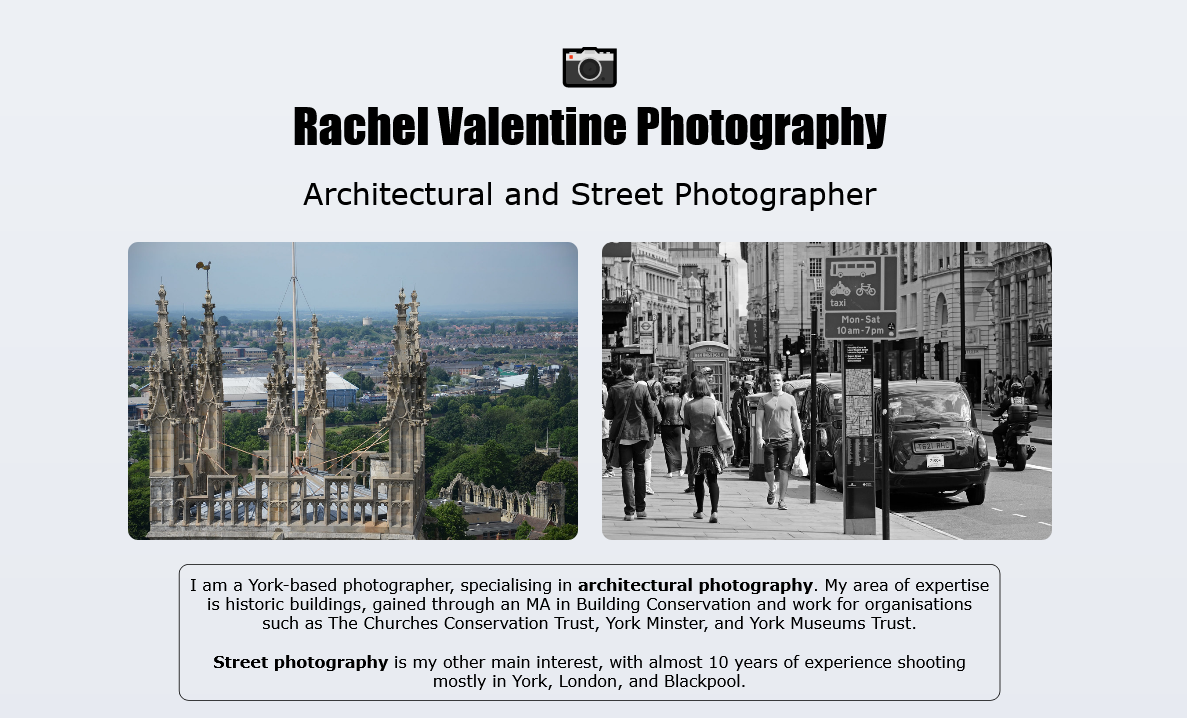 Rachel Valentine Photography
Architectural and Street Photographer
taxi
Mon-Sat
10am-7pm
I am a York-based photographer, specialising in architectural photography. My area of expertise
is historic buildings, gained through an MA in Building Conservation and work for organisations
such as The Churches Conservation Trust, York Minster, and York Museums Trust.
Street photography is my other main interest, with almost 10 years of experience shooting
mostly in York, London, and Blackpool.